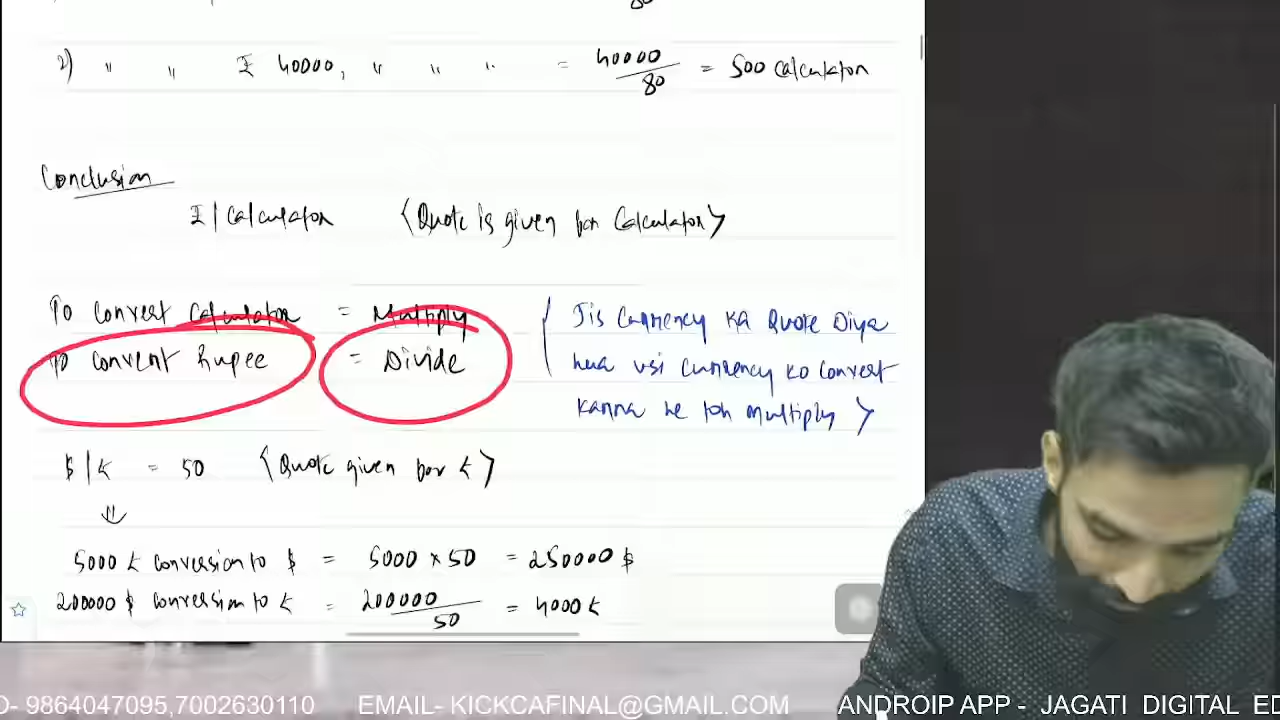 80
2) " " ₹ 40000, " " " = 40000/80 = 500 calculator
Conclusion
₹/calculator <Quote is given for Calculator>
To convert calculator = Multiply
To convert Rupee = Divide
{ Jis Currency ka Quote Diya
hua usi currency ko convert
karna he toh multiply >
$/₹ = 50 <Quote given for ₹>
⇓
5000 ₹ conversion to $ = 5000 × 50 = 250000 $
200000 $ conversion to ₹ = 200000/50 = 4000 ₹
O- 9864047095,7002630110 EMAIL- KICKCAFINAL@GMAIL.COM ANDROIP APP - JAGATI DIGITAL ED